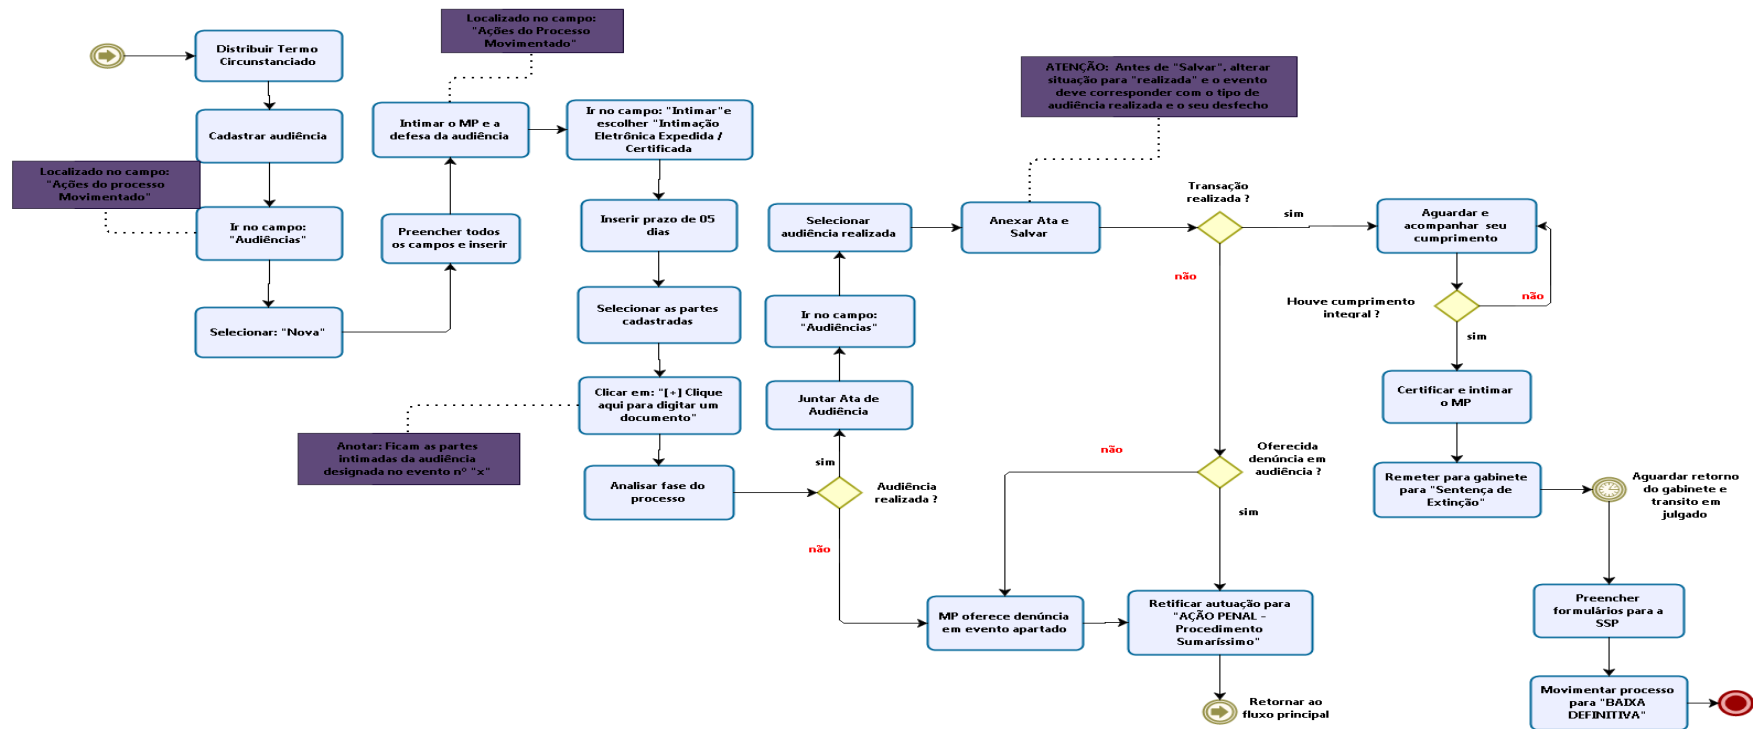 Distribuir Termo
Circunstanciado
Cadastrar audiência
Localizado no campo:
"Ações do processo
Movimentado"
Ir no campo:
"Audiências"
Selecionar: "Nova"
Localizado no campo:
"Ações do Processo
Movimentado"
Intimar o MP e a
defesa da audiência
Preencher todos
os campos e inserir
Ir no campo: "Intimar"e
escolher "Intimação
Eletrônica Expedida /
Certificada
Inserir prazo de 05
dias
Selecionar as partes
cadastradas
Clicar em: "[+] Clique
aqui para digitar um
documento"
Anotar: Ficam as partes
intimadas da audiência
designada no evento nº "x"
Analisar fase do
processo
Audiência
realizada ?
sim
não
Juntar Ata de
Audiência
Ir no campo:
"Audiências"
Selecionar
audiência realizada
Anexar Ata e
Salvar
ATENÇÃO: Antes de "Salvar", alterar
situação para "realizada" e o evento
deve corresponder com o tipo de
audiência realizada e o seu desfecho
Transação
realizada ?
sim
não
Oferecida
denúncia em
audiência ?
não
sim
MP oferece denúncia
em evento apartado
Retificar autuação para
"AÇÃO PENAL -
Procedimento
Sumaríssimo"
Retornar ao
fluxo principal
Aguardar e
acompanhar seu
cumprimento
Houve cumprimento
integral ?
não
sim
Certificar e intimar
o MP
Remeter para gabinete
para "Sentença de
Extinção"
Aguardar retorno
do gabinete e
transito em
julgado
Preencher
formulários para a
SSP
Movimentar processo
para "BAIXA
DEFINITIVA"